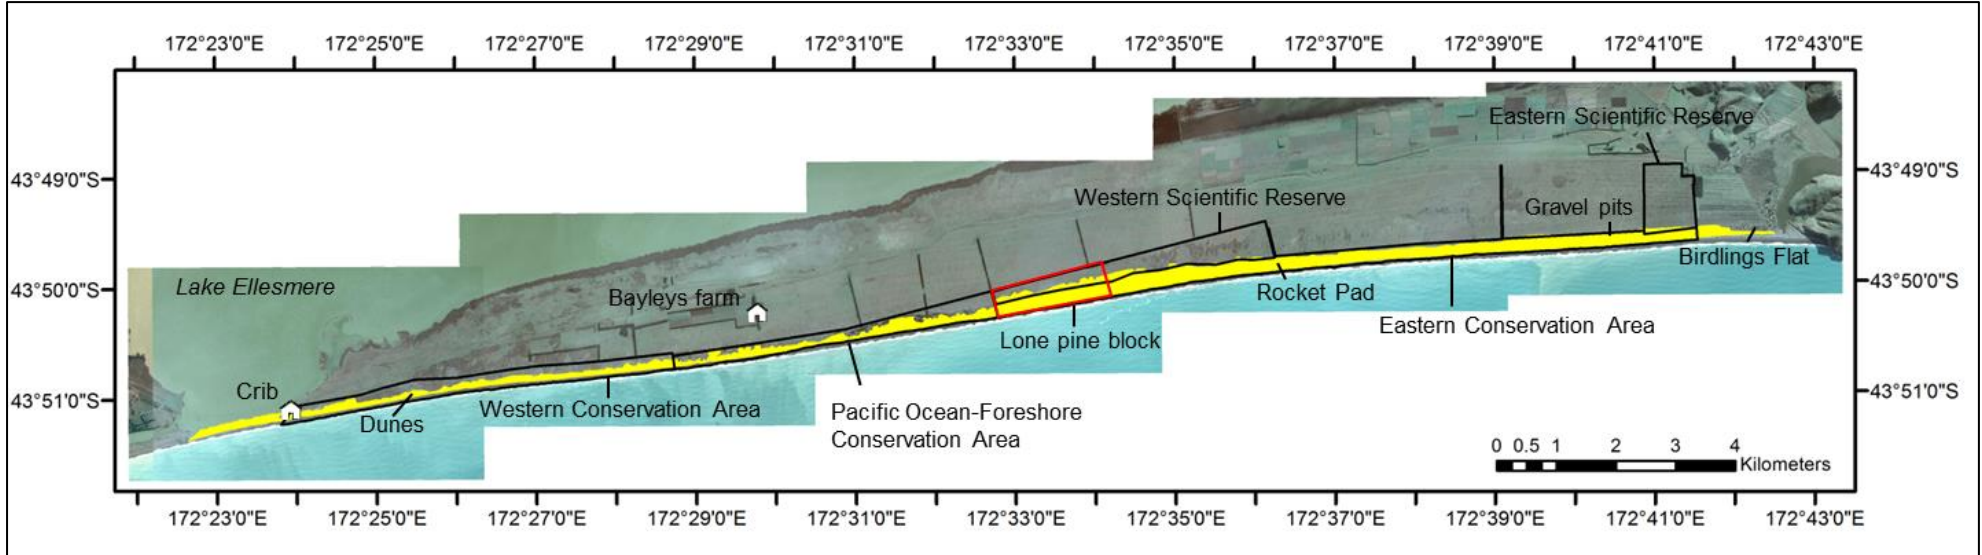 172°23'0"E 172°25'0"E 172°27'0"E 172°29'0"E 172°31'0"E 172°33'0"E 172°35'0"E 172°37'0"E 172°39'0"E 172°41'0"E 172°43'0"E
Eastern Scientific Reserve
43°49'0"S 43°49'0"S
Western Scientific Reserve
Gravel pits
Birdlings Flat
Lake Ellesmere
43°50'0"S 43°50'0"S
Bayleys farm
Rocket Pad
Eastern Conservation Area
Lone pine block
Crib
43°51'0"S 43°51'0"S
Dunes
Western Conservation Area
Pacific Ocean-Foreshore
Conservation Area
0 0.5 1 2 3 4
Kilometers
172°23'0"E 172°25'0"E 172°27'0"E 172°29'0"E 172°31'0"E 172°33'0"E 172°35'0"E 172°37'0"E 172°39'0"E 172°41'0"E 172°43'0"E